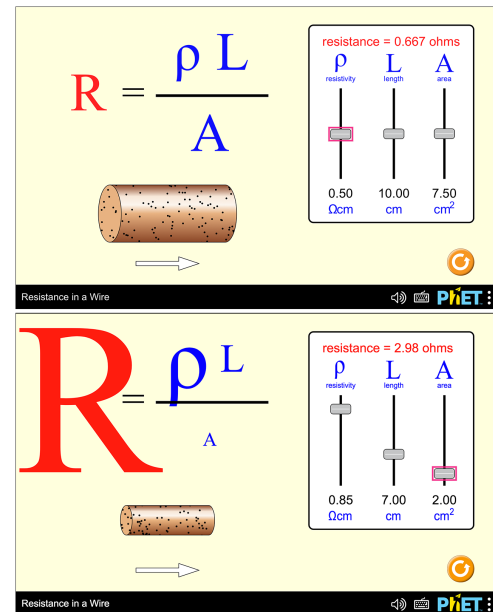 resistance = 0.667 ohms
R = ρ L
A
ρ L A
resistivity length area
0.50 10.00 7.50
Ωcm cm cm²
Resistance in a Wire PhET
resistance = 2.98 ohms
R = ρ L
A
ρ L A
resistivity length area
0.85 7.00 2.00
Ωcm cm cm²
Resistance in a Wire PhET